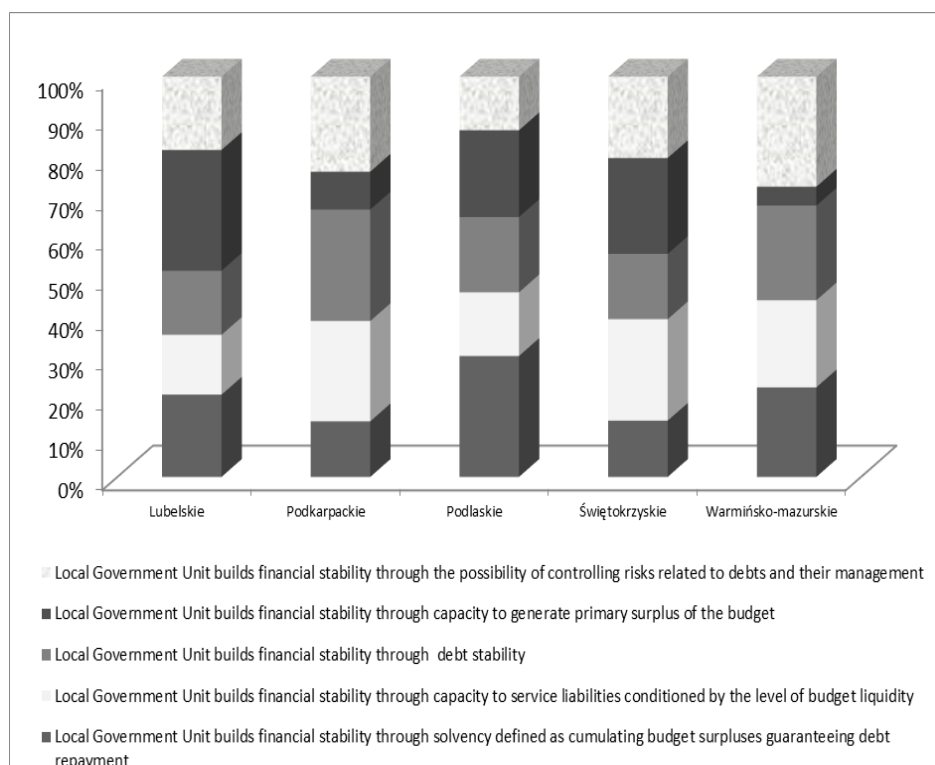 100%
90%
80%
70%
60%
50%
40%
30%
20%
10%
0%
Lubelskie Podkarpackie Podlaskie Świętokrzyskie Warmińsko-mazurskie
Local Government Unit builds financial stability through the possibility of controlling risks related to debts and their management
Local Government Unit builds financial stability through capacity to generate primary surplus of the budget
Local Government Unit builds financial stability through debt stability
Local Government Unit builds financial stability through capacity to service liabilities conditioned by the level of budget liquidity
Local Government Unit builds financial stability through solvency defined as cumulating budget surpluses guaranteeing debt
repayment